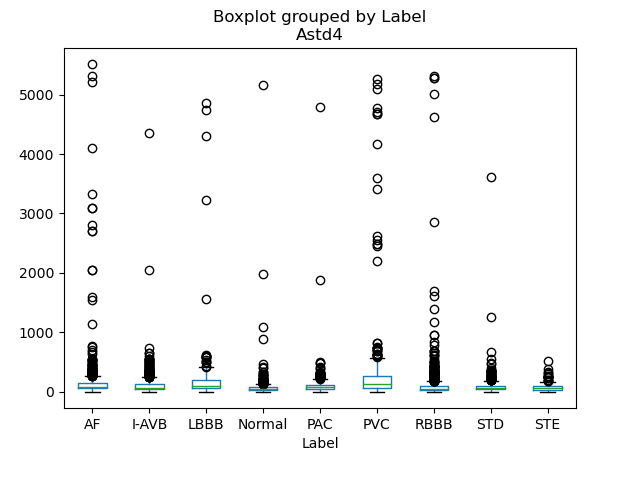 Boxplot grouped by Label
Astd4
5000
4000
3000
2000
1000
0
AF I-AVB LBBB Normal PAC PVC RBBB STD STE
Label